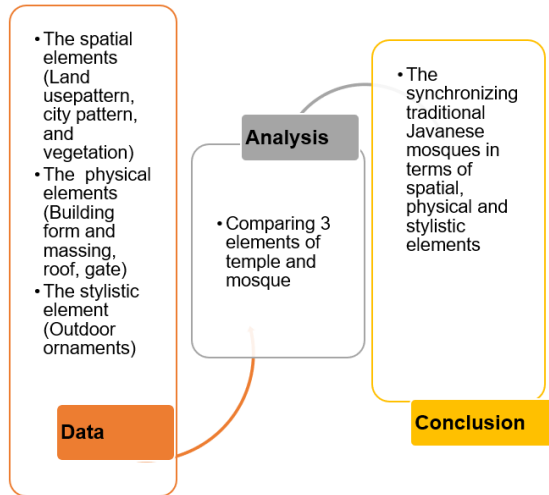 • The spatial
elements
(Land
usepattern,
city pattern,
and
vegetation)
• The physical
elements
(Building
form and
massing,
roof, gate)
• The stylistic
element
(Outdoor
ornaments)
Data
Analysis
• Comparing 3
elements of
temple and
mosque
• The
synchronizing
traditional
Javanese
mosques in
terms of
spatial,
physical and
stylistic
elements
Conclusion